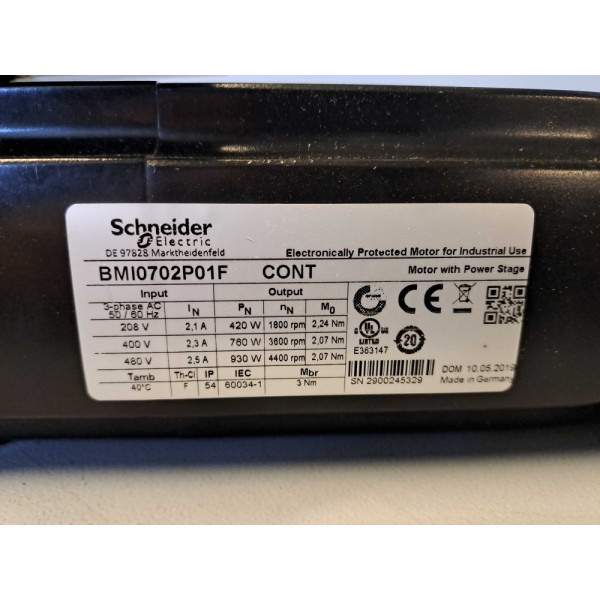 Schneider
Electric
DE 97828 Marktheidenfeld
Electronically Protected Motor for Industrial Use
BMI0702P01F CONT
Motor with Power Stage
Input Output
3-phase AC
50 / 60 Hz IN PN nN M0
208 V 2,1 A 420 W 1800 rpm 2,24 Nm
400 V 2,3 A 760 W 3600 rpm 2,07 Nm
480 V 2,5 A 930 W 4400 rpm 2,07 Nm
Tamb Th-Cl IP IEC Mbr
40°C F 54 60034-1 3 Nm
CE
UL
LISTED
E363147
20
SN 2900245329
DOM 10.05.2019
Made in Germany